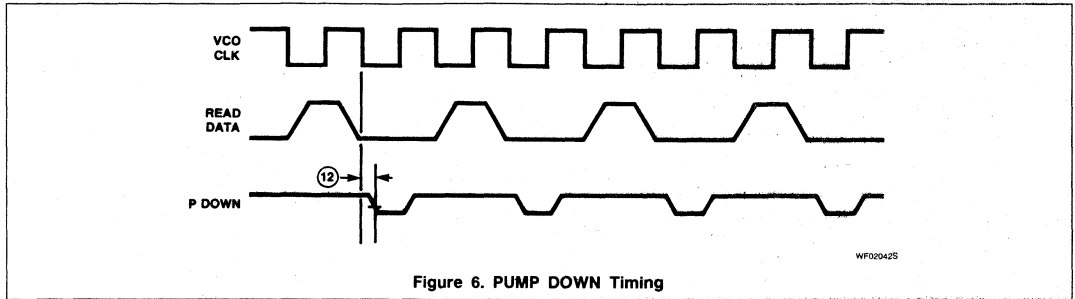 VCO
CLK
READ
DATA
12
P DOWN
WF02042S
Figure 6. PUMP DOWN Timing